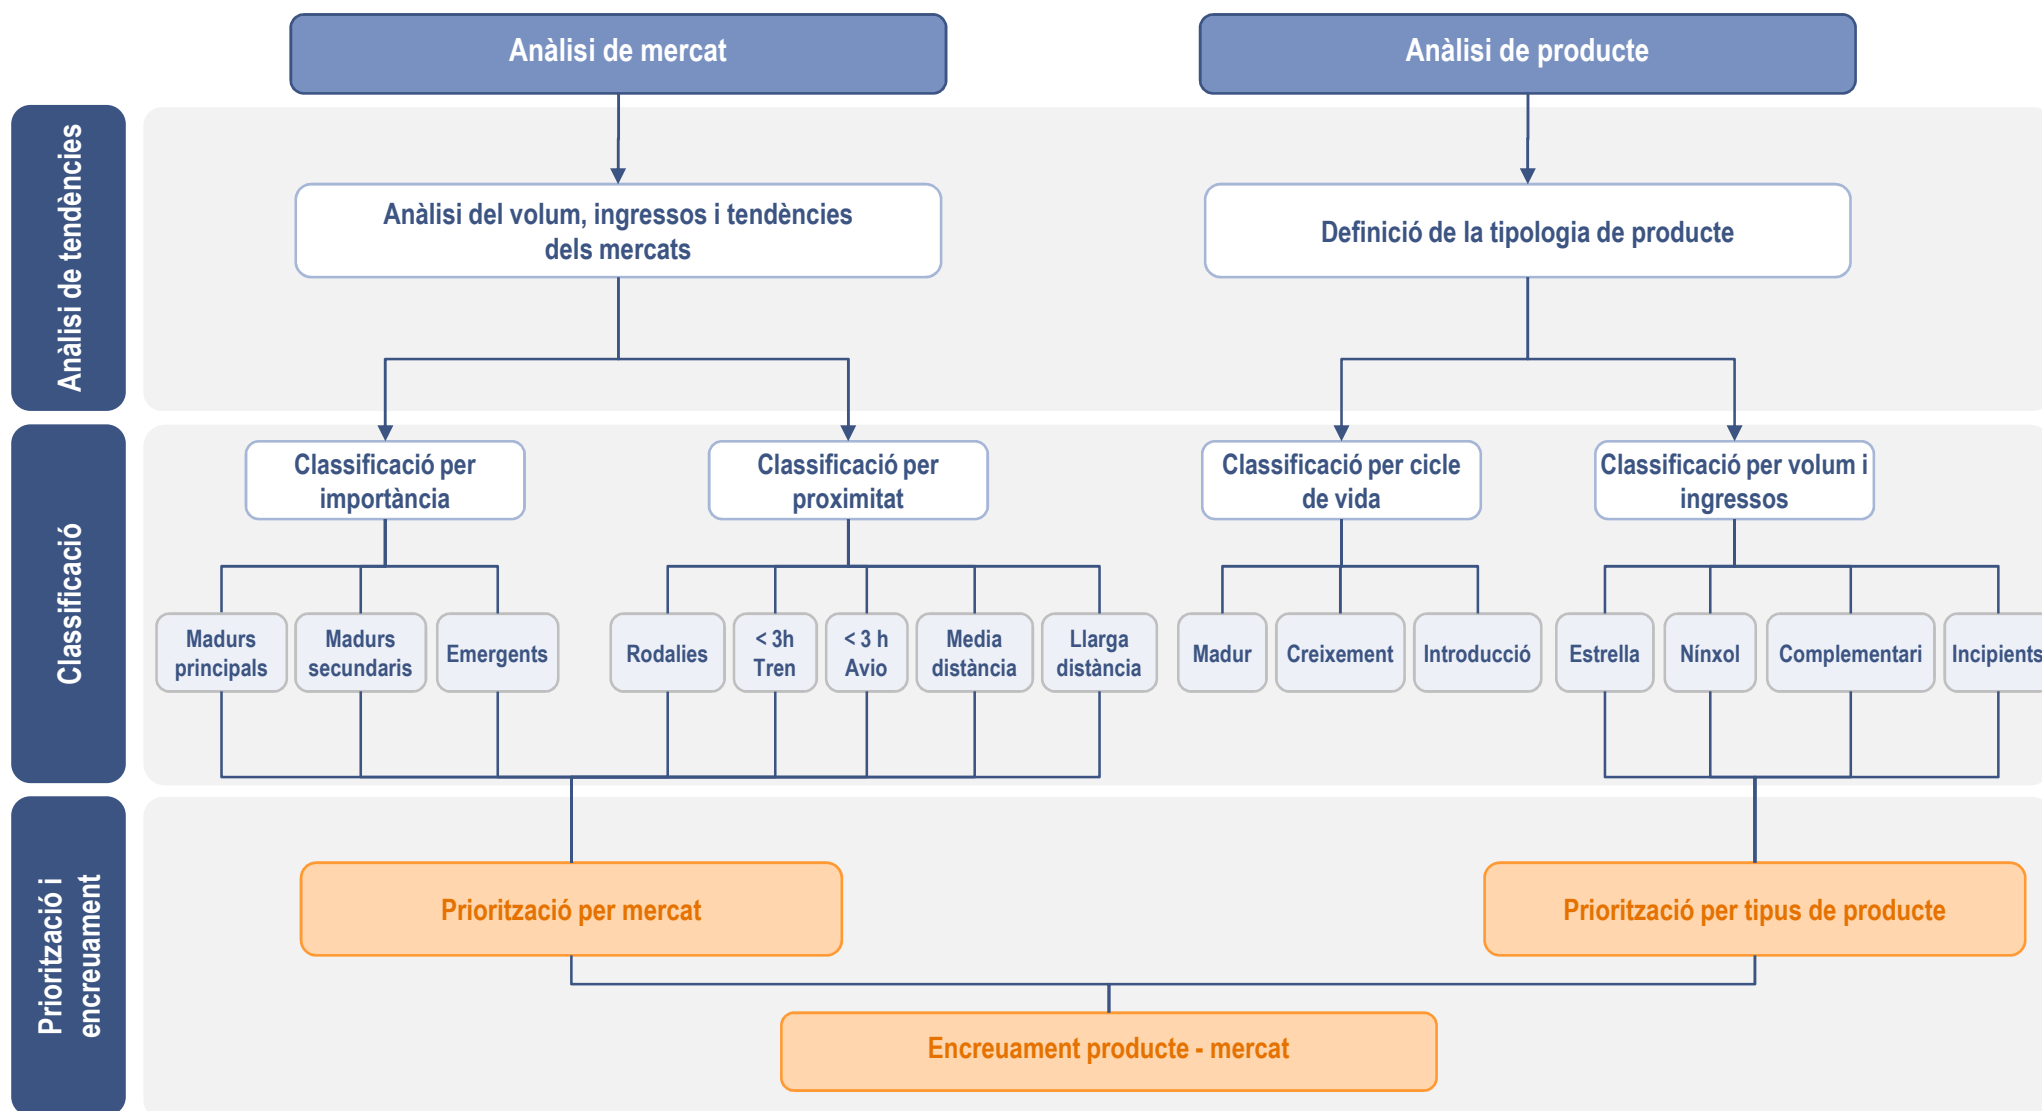 Anàlisi de mercat
Anàlisi de producte
Anàlisi de tendències
Anàlisi del volum, ingressos i tendències
dels mercats
Definició de la tipologia de producte
Classificació
Classificació per
importància
Classificació per
proximitat
Classificació per cicle
de vida
Classificació per volum i
ingressos
Madurs
principals
Madurs
secundaris
Emergents
Rodalies
< 3h
Tren
< 3 h
Avio
Media
distància
Llarga
distància
Madur
Creixement
Introducció
Estrella
Nínxol
Complementari
Incipients
Priorització i
encreuament
Priorització per mercat
Priorització per tipus de producte
Encreuament producte - mercat